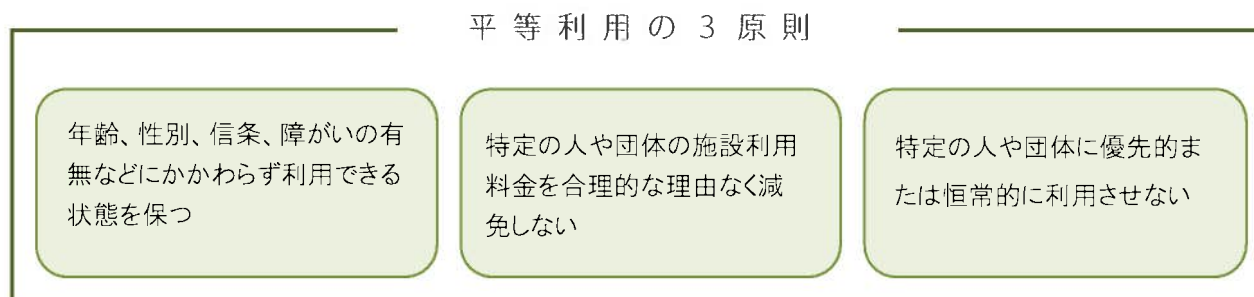 平等利用の3原則
年齢、性別、信条、障がいの有
無などにかかわらず利用できる
状態を保つ
特定の人や団体の施設利用
料金を合理的な理由なく減
免しない
特定の人や団体に優先的ま
たは恒常的に利用させない